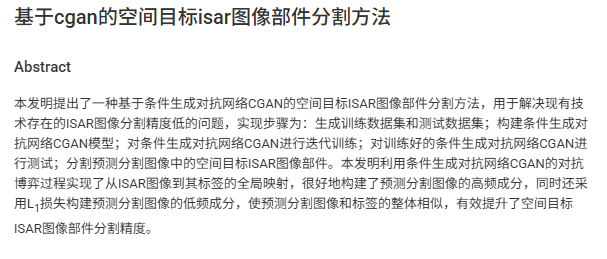 基于cgan的空间目标isar图像部件分割方法
Abstract
本发明提出了一种基于条件生成对抗网络CGAN的空间目标ISAR图像部件分割方法，用于解决现有技
术存在的ISAR图像分割精度低的问题，实现步骤为：生成训练数据集和测试数据集；构建条件生成对
抗网络CGAN模型；对条件生成对抗网络CGAN进行迭代训练；对训练好的条件生成对抗网络CGAN进
行测试；分割预测分割图像中的空间目标ISAR图像部件。本发明利用条件生成对抗网络CGAN的对抗
博弈过程实现了从ISAR图像到其标签的全局映射，很好地构建了预测分割图像的高频成分，同时还采
用L1损失构建预测分割图像的低频成分，使预测分割图像和标签的整体相似，有效提升了空间目标
ISAR图像部件分割精度。